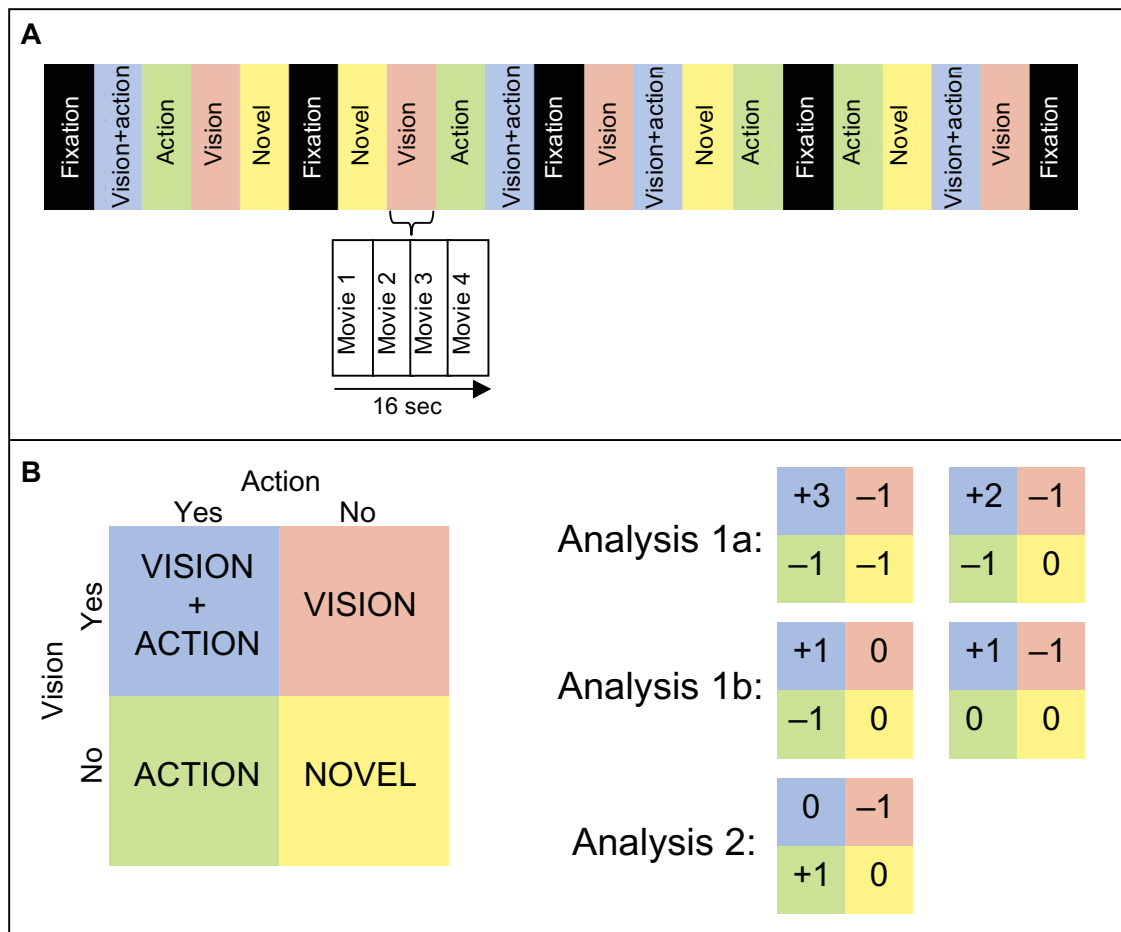 A
Fixation
Vision+action
Action
Vision
Novel
Fixation
Novel
Vision
Action
Vision+action
Fixation
Vision
Vision+action
Novel
Action
Fixation
Action
Novel
Vision+action
Vision
Fixation
Movie 1
Movie 2
Movie 3
Movie 4
16 sec
B
Action
Yes No
Vision
Yes
No
VISION
+
ACTION
VISION
ACTION
NOVEL
Analysis 1a:
+3 –1
–1 –1
+2 –1
–1 0
Analysis 1b:
+1 0
–1 0
+1 –1
0 0
Analysis 2:
0 –1
+1 0